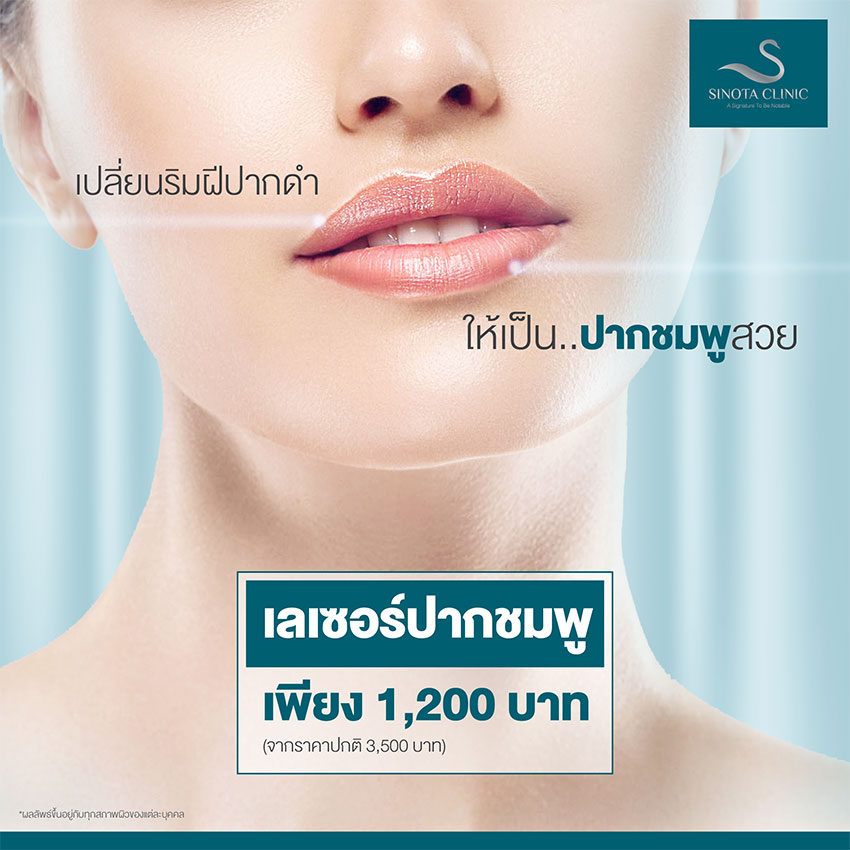 SINOTA CLINIC
A Signature To Be Notable
เปลี่ยนริมฝีปากดำ
ให้เป็น..ปากชมพูสวย
เลเซอร์ปากชมพู
เพียง 1,200 บาท
(จากราคาปกติ 3,500 บาท)
*ผลลัพธ์ขึ้นอยู่กับทุกสภาพผิวของแต่ละบุคคล